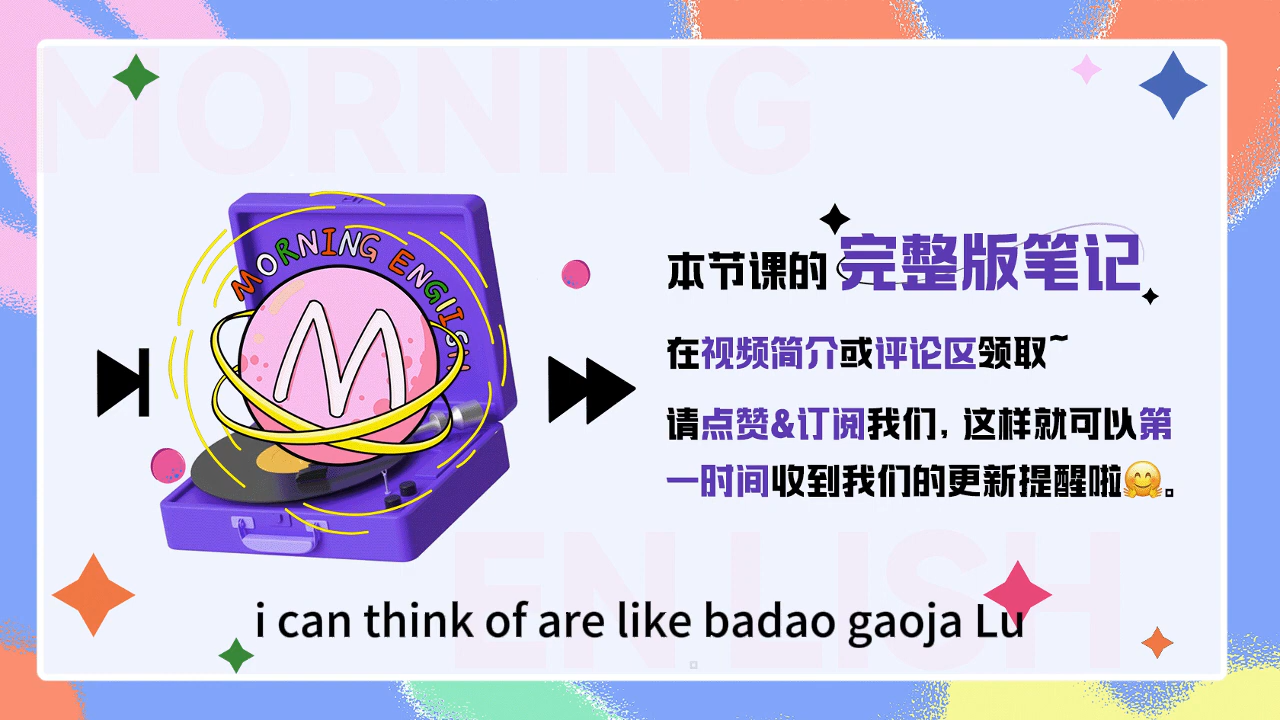 MORNING
MORNING ENGLISH
M
本节课的 完整版笔记
在视频简介或评论区领取~
请点赞&订阅我们, 这样就可以第
一时间收到我们的更新提醒啦🤗。
EN LISH
i can think of are like badao gaoja Lu